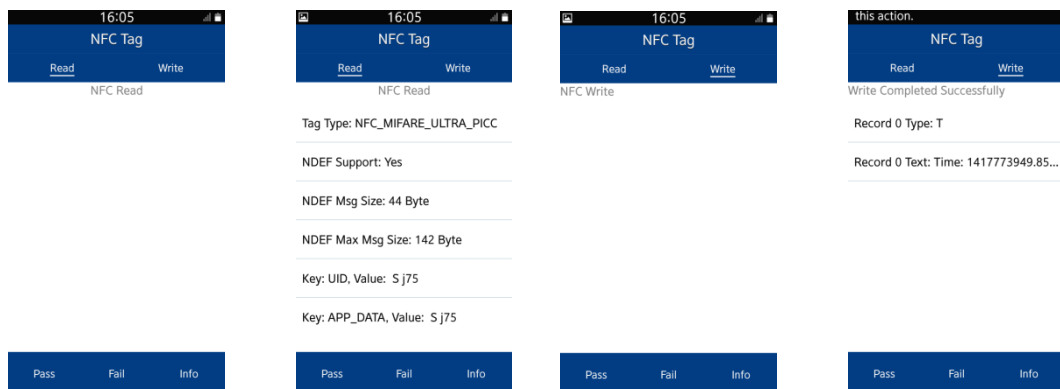 16:05
NFC Tag
Read Write
NFC Read
Pass Fail Info
16:05
NFC Tag
Read Write
NFC Read
Tag Type: NFC_MIFARE_ULTRA_PICC
NDEF Support: Yes
NDEF Msg Size: 44 Byte
NDEF Max Msg Size: 142 Byte
Key: UID, Value: S j75
Key: APP_DATA, Value: S j75
Pass Fail Info
16:05
NFC Tag
Read Write
NFC Write
Pass Fail Info
this action.
NFC Tag
Read Write
Write Completed Successfully
Record 0 Type: T
Record 0 Text: Time: 1417773949.85...
Pass Fail Info